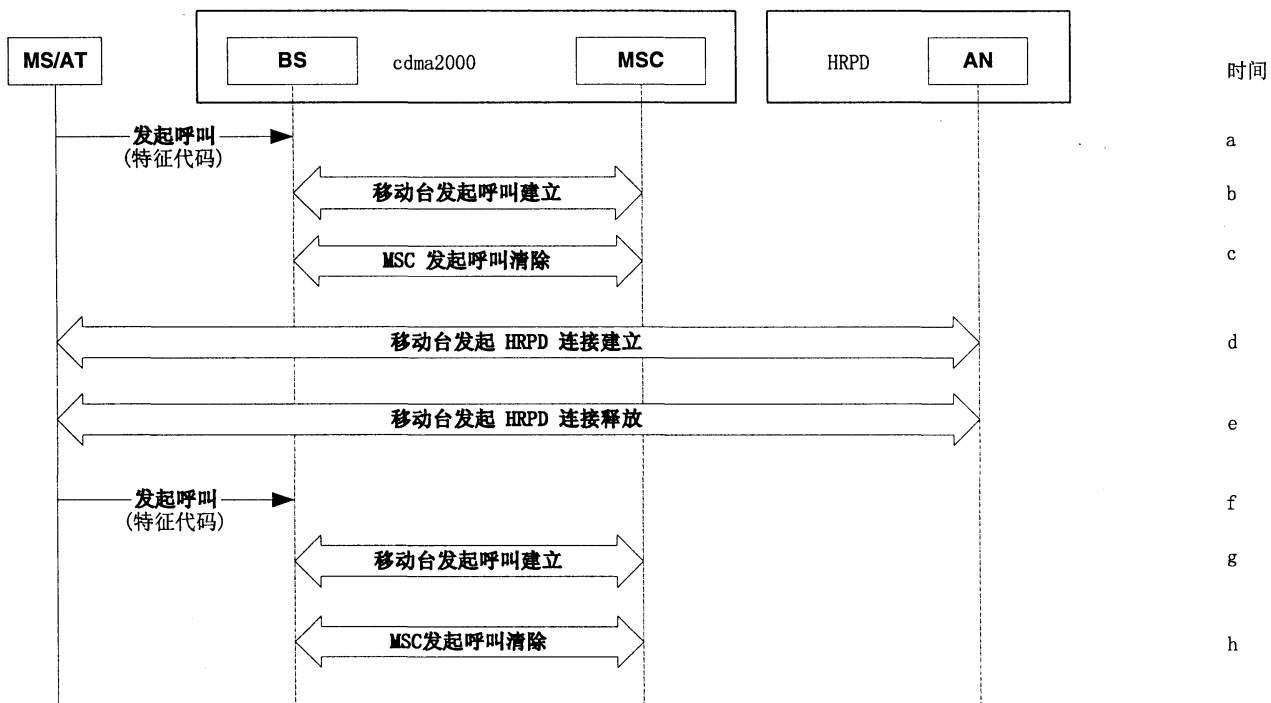 MS/AT
BS
cdma2000
MSC
HRPD
AN
时间
发起呼叫
(特征代码)
a
移动台发起呼叫建立
b
MSC 发起呼叫清除
c
移动台发起 HRPD 连接建立
d
移动台发起 HRPD 连接释放
e
发起呼叫
(特征代码)
f
移动台发起呼叫建立
g
MSC发起呼叫清除
h